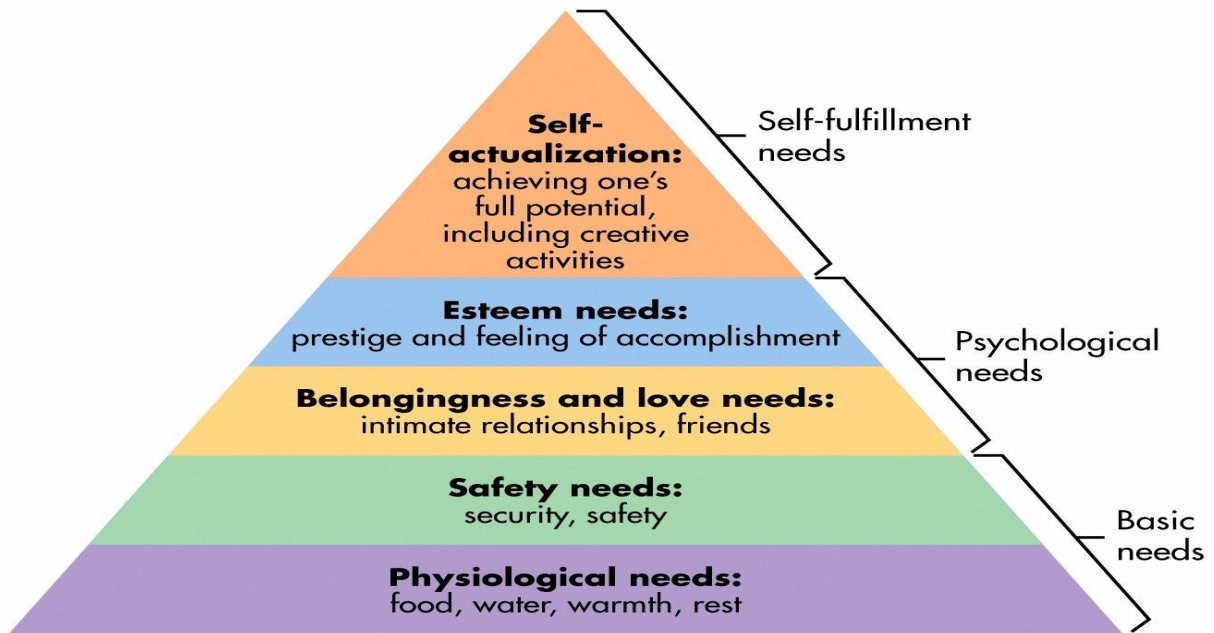 Self-
actualization:
achieving one's
full potential,
including creative
activities
Self-fulfillment
needs
Esteem needs:
prestige and feeling of accomplishment
Psychological
needs
Belongingness and love needs:
intimate relationships, friends
Safety needs:
security, safety
Basic
needs
Physiological needs:
food, water, warmth, rest